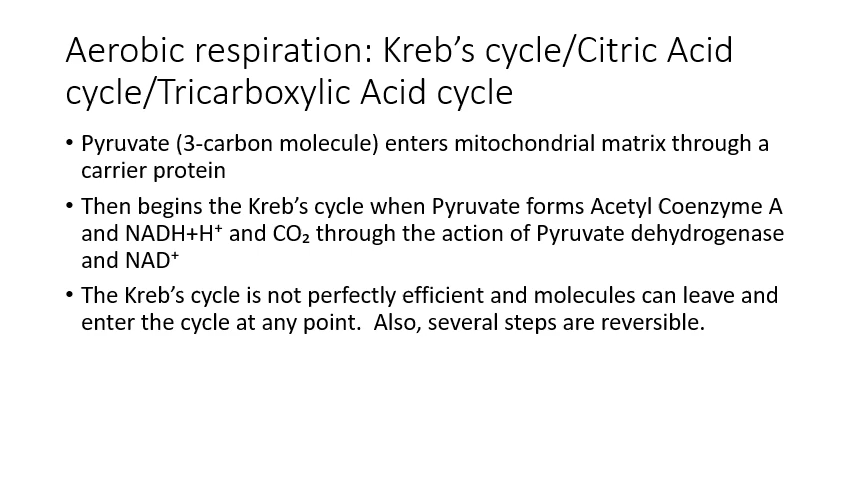 Aerobic respiration: Kreb’s cycle/Citric Acid
cycle/Tricarboxylic Acid cycle
• Pyruvate (3-carbon molecule) enters mitochondrial matrix through a
carrier protein
• Then begins the Kreb’s cycle when Pyruvate forms Acetyl Coenzyme A
and NADH+H⁺ and CO₂ through the action of Pyruvate dehydrogenase
and NAD⁺
• The Kreb’s cycle is not perfectly efficient and molecules can leave and
enter the cycle at any point.  Also, several steps are reversible.